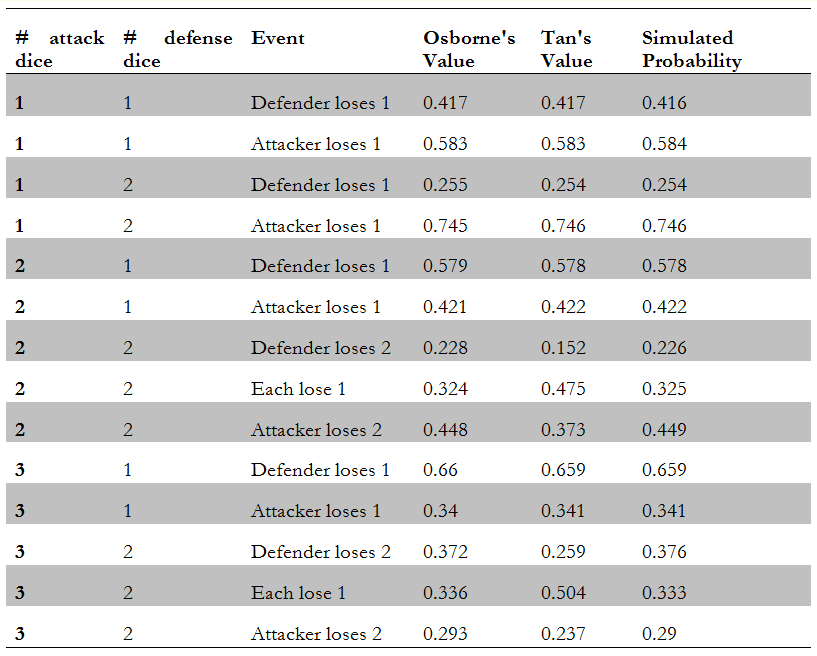 # attack dice # defense dice Event Osborne's Value Tan's Value Simulated Probability
1 1 Defender loses 1 0.417 0.417 0.416
1 1 Attacker loses 1 0.583 0.583 0.584
1 2 Defender loses 1 0.255 0.254 0.254
1 2 Attacker loses 1 0.745 0.746 0.746
2 1 Defender loses 1 0.579 0.578 0.578
2 1 Attacker loses 1 0.421 0.422 0.422
2 2 Defender loses 2 0.228 0.152 0.226
2 2 Each lose 1 0.324 0.475 0.325
2 2 Attacker loses 2 0.448 0.373 0.449
3 1 Defender loses 1 0.66 0.659 0.659
3 1 Attacker loses 1 0.34 0.341 0.341
3 2 Defender loses 2 0.372 0.259 0.376
3 2 Each lose 1 0.336 0.504 0.333
3 2 Attacker loses 2 0.293 0.237 0.29